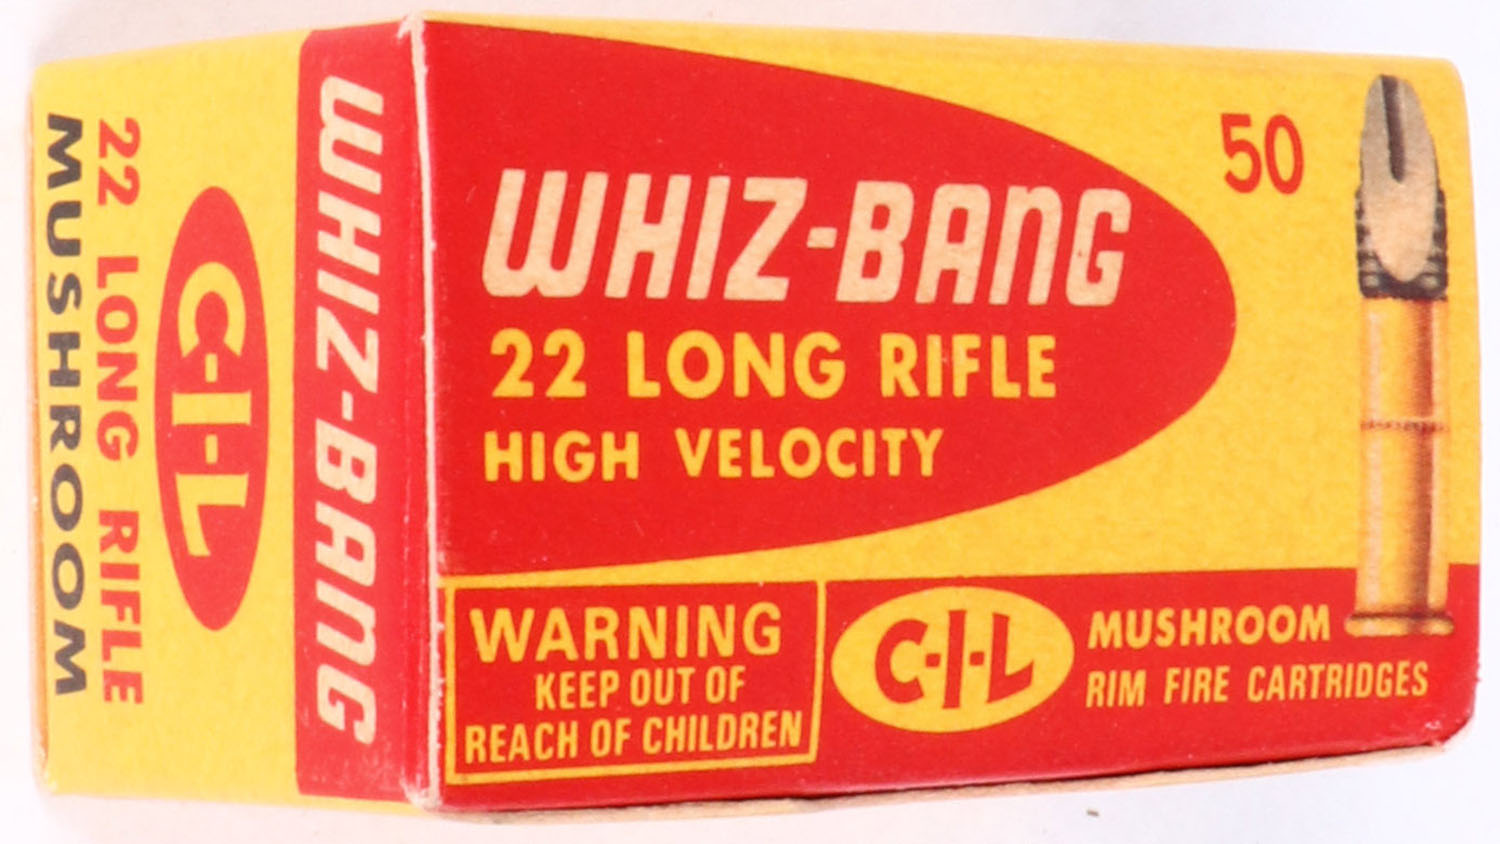 WHIZ-BANG
22 LONG RIFLE
HIGH VELOCITY
50
WARNING
KEEP OUT OF
REACH OF CHILDREN
C-I-L
MUSHROOM
RIM FIRE CARTRIDGES
WHIZ-BANG
C-I-L
22 LONG RIFLE
MUSHROOM